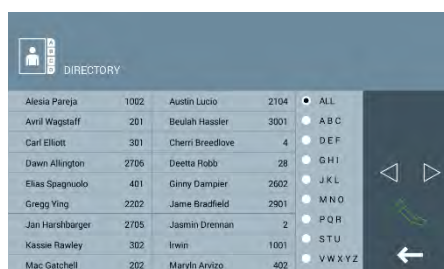 A
B
C
D
DIRECTORY
Alesia Pareja 1002 Austin Lucio 2104 ALL
Avril Wagstaff 201 Beulah Hassler 3001 A B C
Carl Elliott 301 Cherri Breedlove 4 D E F
Dawn Allington 2706 Deetta Robb 28 G H I
Elias Spagnuolo 401 Ginny Dampier 2602 J K L
Gregg Ying 2202 Jame Bradfield 2901 M N O
Jan Harshbarger 2705 Jasmin Drennan 2 P Q R
Kassie Rawley 302 Irwin 1001 S T U
Mac Gatchell 202 Maryln Arvizo 402 V W X Y Z